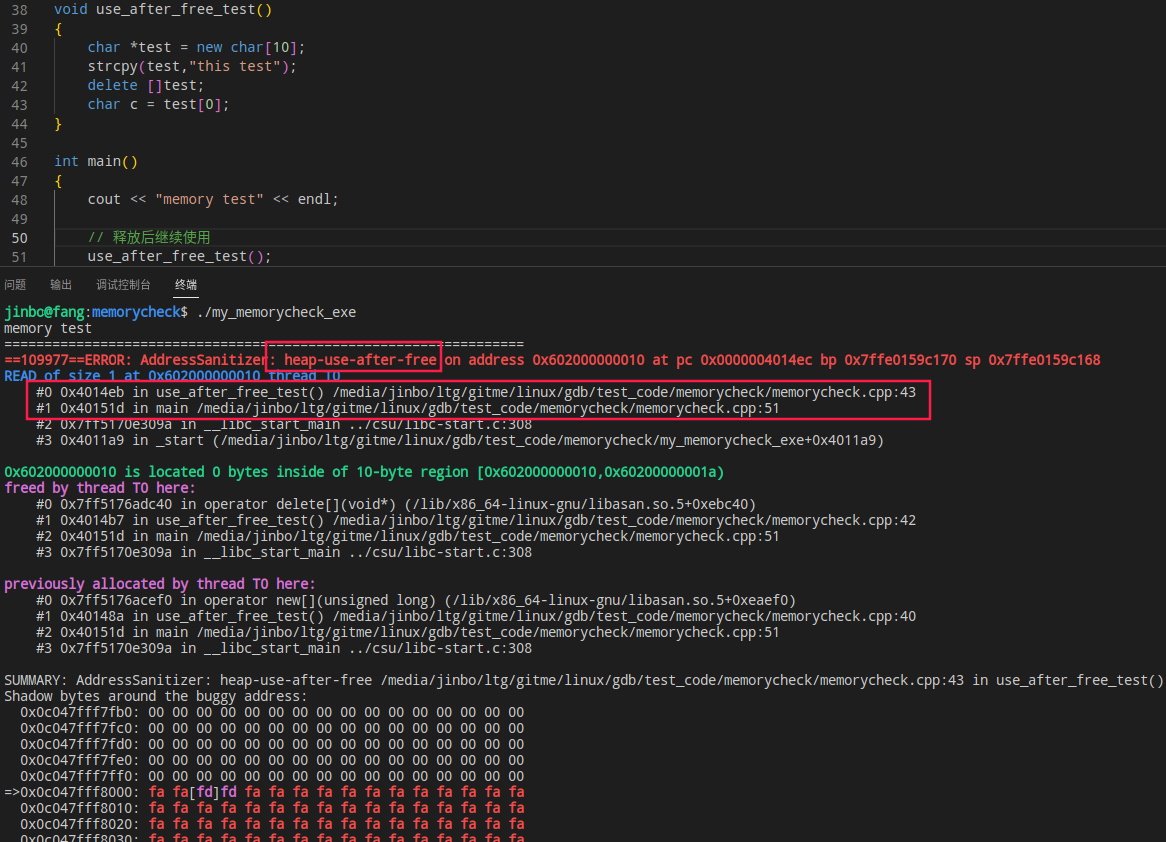 38 void use_after_free_test()
39 {
40 char *test = new char[10];
41 strcpy(test,"this test");
42 delete []test;
43 char c = test[0];
44 }
45
46 int main()
47 {
48 cout << "memory test" << endl;
49
50 // 释放后继续使用
51 use_after_free_test();
问题 输出 调试控制台 终端
jinbo@fang:memorycheck$ ./my_memorycheck_exe
memory test
=================================================================
==109977==ERROR: AddressSanitizer: heap-use-after-free on address 0x602000000010 at pc 0x0000004014ec bp 0x7ffe0159c170 sp 0x7ffe0159c168
READ of size 1 at 0x602000000010 thread T0
#0 0x4014eb in use_after_free_test() /media/jinbo/ltg/gitme/linux/gdb/test_code/memorycheck/memorycheck.cpp:43
#1 0x40151d in main /media/jinbo/ltg/gitme/linux/gdb/test_code/memorycheck/memorycheck.cpp:51
#2 0x7ff5170e309a in __libc_start_main ../csu/libc-start.c:308
#3 0x4011a9 in _start (/media/jinbo/ltg/gitme/linux/gdb/test_code/memorycheck/my_memorycheck_exe+0x4011a9)
0x602000000010 is located 0 bytes inside of 10-byte region [0x602000000010,0x60200000001a)
freed by thread T0 here:
#0 0x7ff5176adc40 in operator delete[](void*) (/lib/x86_64-linux-gnu/libasan.so.5+0xebc40)
#1 0x4014b7 in use_after_free_test() /media/jinbo/ltg/gitme/linux/gdb/test_code/memorycheck/memorycheck.cpp:42
#2 0x40151d in main /media/jinbo/ltg/gitme/linux/gdb/test_code/memorycheck/memorycheck.cpp:51
#3 0x7ff5170e309a in __libc_start_main ../csu/libc-start.c:308
previously allocated by thread T0 here:
#0 0x7ff5176acef0 in operator new[](unsigned long) (/lib/x86_64-linux-gnu/libasan.so.5+0xeaef0)
#1 0x40148a in use_after_free_test() /media/jinbo/ltg/gitme/linux/gdb/test_code/memorycheck/memorycheck.cpp:40
#2 0x40151d in main /media/jinbo/ltg/gitme/linux/gdb/test_code/memorycheck/memorycheck.cpp:51
#3 0x7ff5170e309a in __libc_start_main ../csu/libc-start.c:308
SUMMARY: AddressSanitizer: heap-use-after-free /media/jinbo/ltg/gitme/linux/gdb/test_code/memorycheck/memorycheck.cpp:43 in use_after_free_test()
Shadow bytes around the buggy address:
0x0c047fff7fb0: 00 00 00 00 00 00 00 00 00 00 00 00 00 00 00 00
0x0c047fff7fc0: 00 00 00 00 00 00 00 00 00 00 00 00 00 00 00 00
0x0c047fff7fd0: 00 00 00 00 00 00 00 00 00 00 00 00 00 00 00 00
0x0c047fff7fe0: 00 00 00 00 00 00 00 00 00 00 00 00 00 00 00 00
0x0c047fff7ff0: 00 00 00 00 00 00 00 00 00 00 00 00 00 00 00 00
=>0x0c047fff8000: fa fa[fd]fd fa fa fa fa fa fa fa fa fa fa fa fa
0x0c047fff8010: fa fa fa fa fa fa fa fa fa fa fa fa fa fa fa fa
0x0c047fff8020: fa fa fa fa fa fa fa fa fa fa fa fa fa fa fa fa
0x0c047fff8030: fa fa fa fa fa fa fa fa fa fa fa fa fa fa fa fa